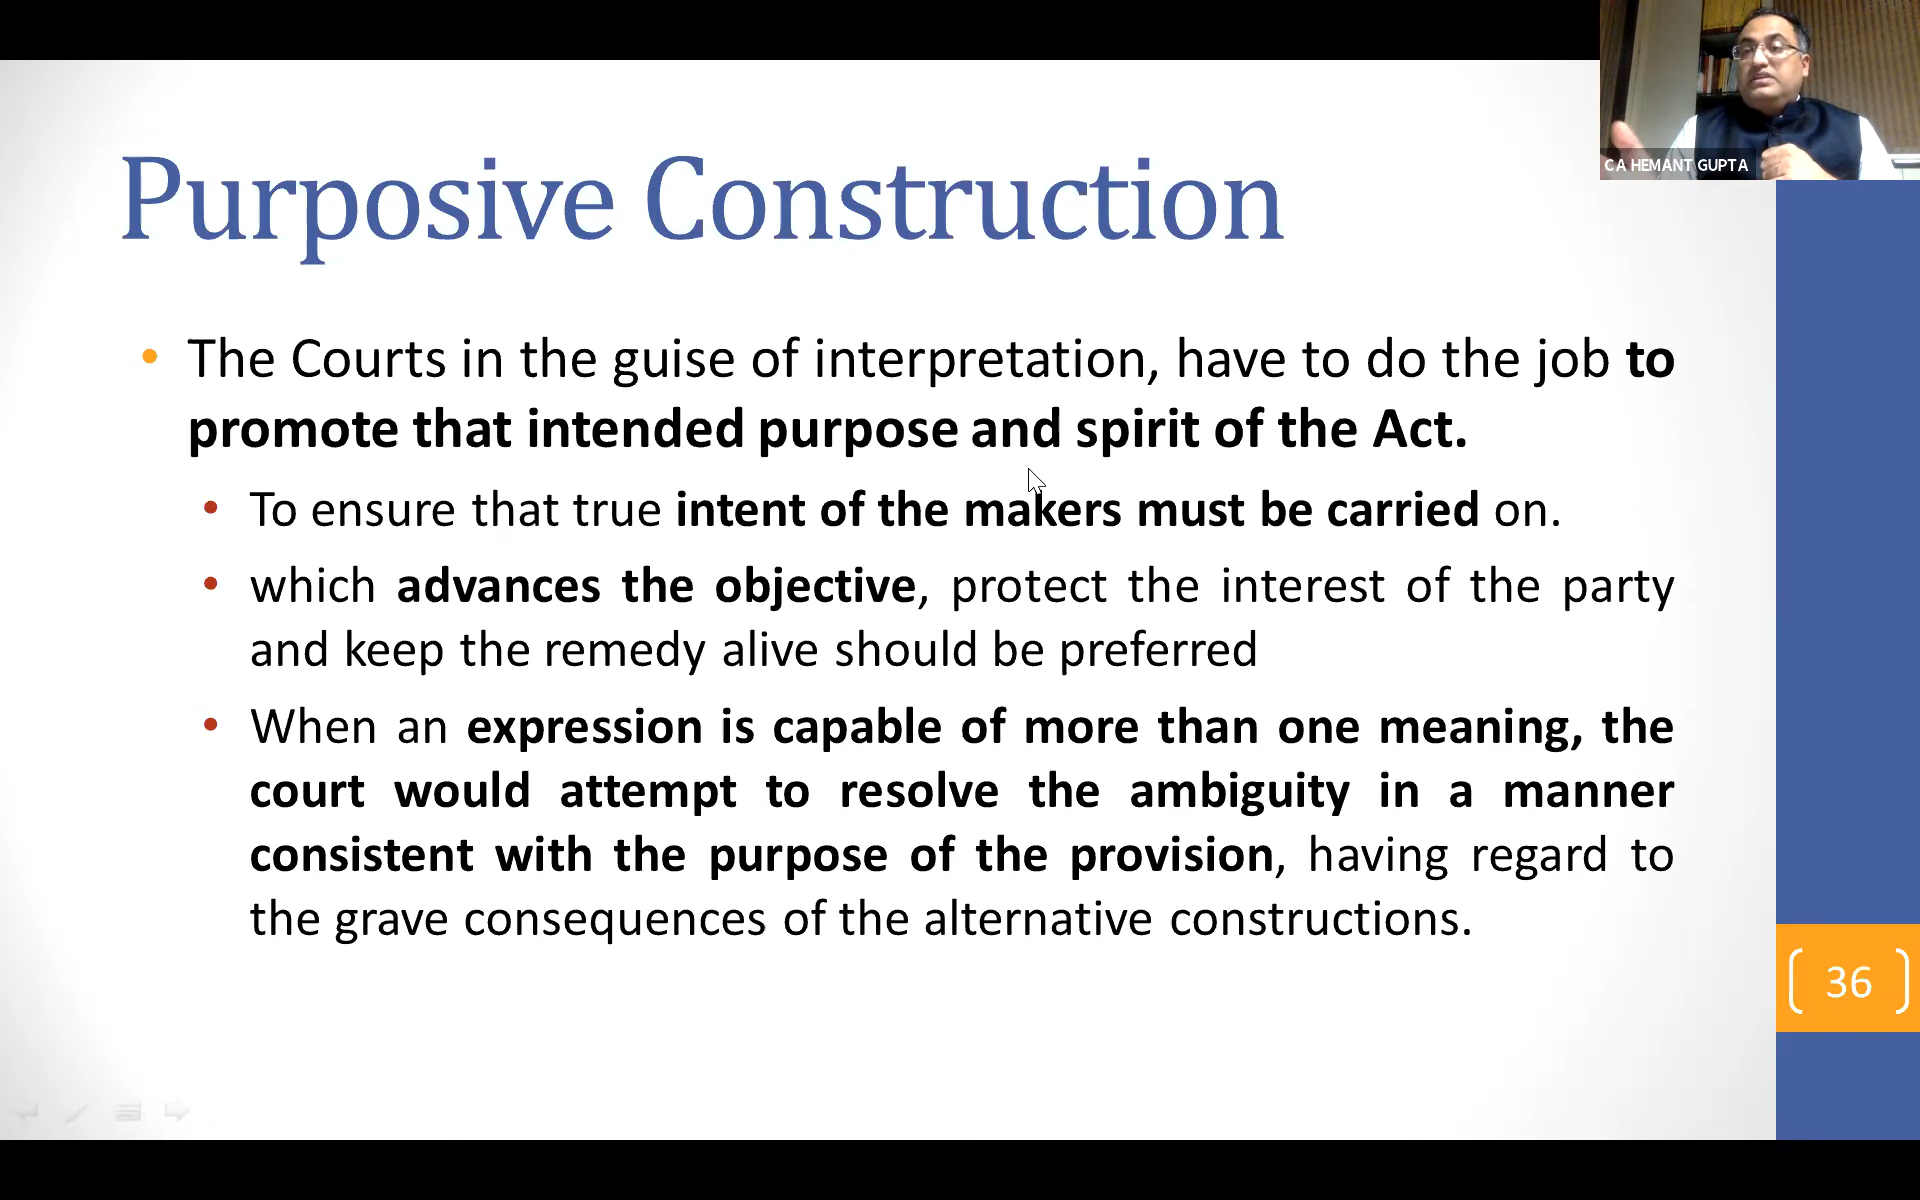 CA HEMANT GUPTA
Purposive Construction
• The Courts in the guise of interpretation, have to do the job to
promote that intended purpose and spirit of the Act.
• To ensure that true intent of the makers must be carried on.
• which advances the objective, protect the interest of the party
and keep the remedy alive should be preferred
• When an expression is capable of more than one meaning, the
court would attempt to resolve the ambiguity in a manner
consistent with the purpose of the provision, having regard to
the grave consequences of the alternative constructions.
36